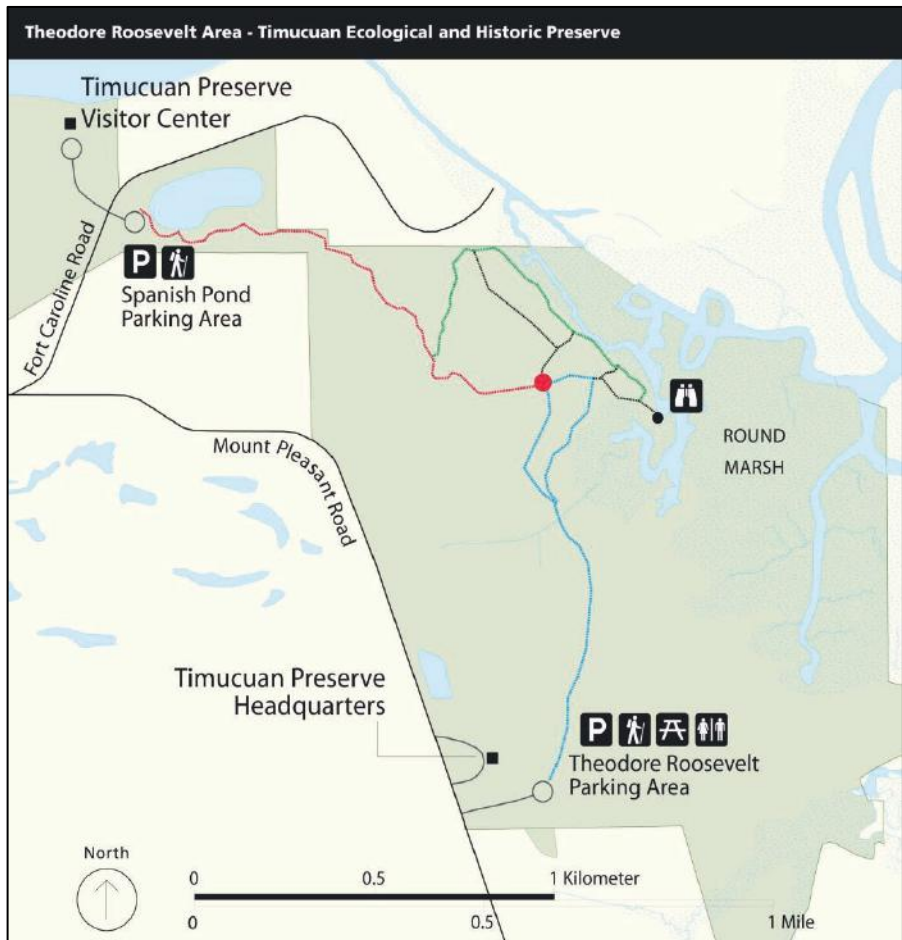 Theodore Roosevelt Area - Timucuan Ecological and Historic Preserve
Timucuan Preserve
Visitor Center
P
Spanish Pond
Parking Area
Fort Caroline Road
Mount Pleasant Road
ROUND
MARSH
Timucuan Preserve
Headquarters
P
Theodore Roosevelt
Parking Area
North
0 0.5 1 Kilometer
0 0.5 1 Mile